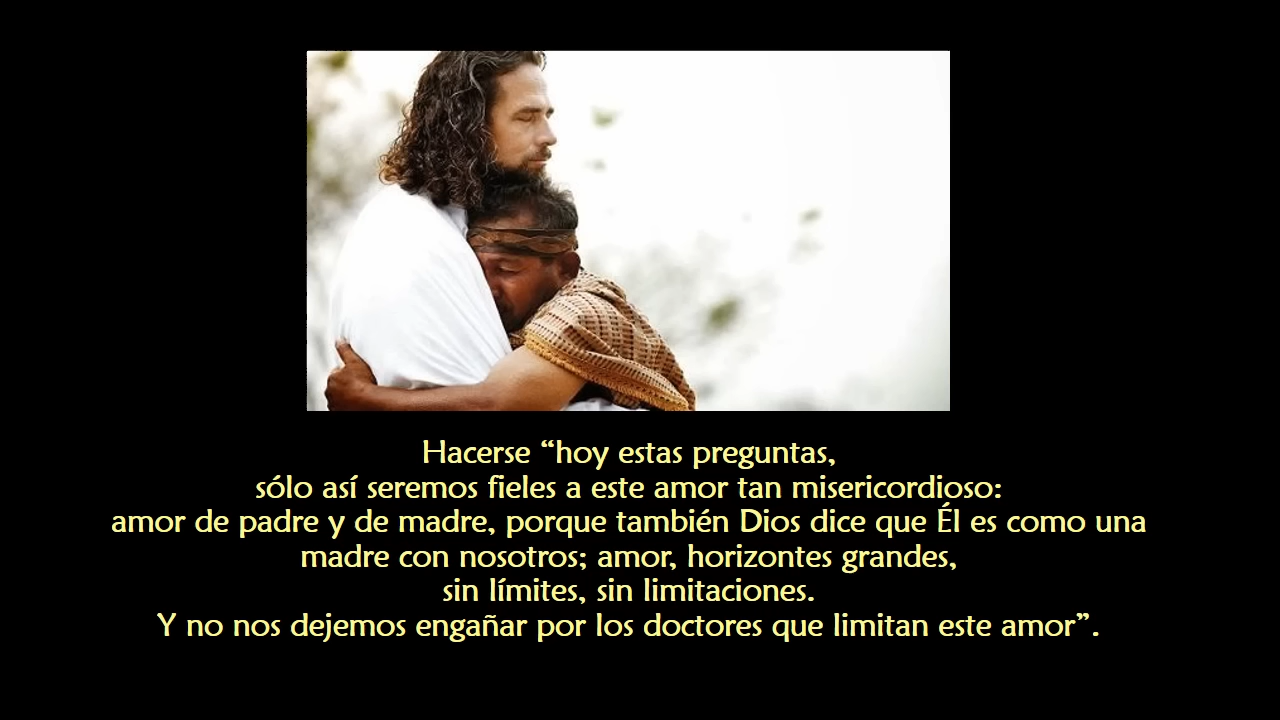 Hacerse “hoy estas preguntas,
sólo así seremos fieles a este amor tan misericordioso:
amor de padre y de madre, porque también Dios dice que Él es como una
madre con nosotros; amor, horizontes grandes,
sin límites, sin limitaciones.
Y no nos dejemos engañar por los doctores que limitan este amor”.